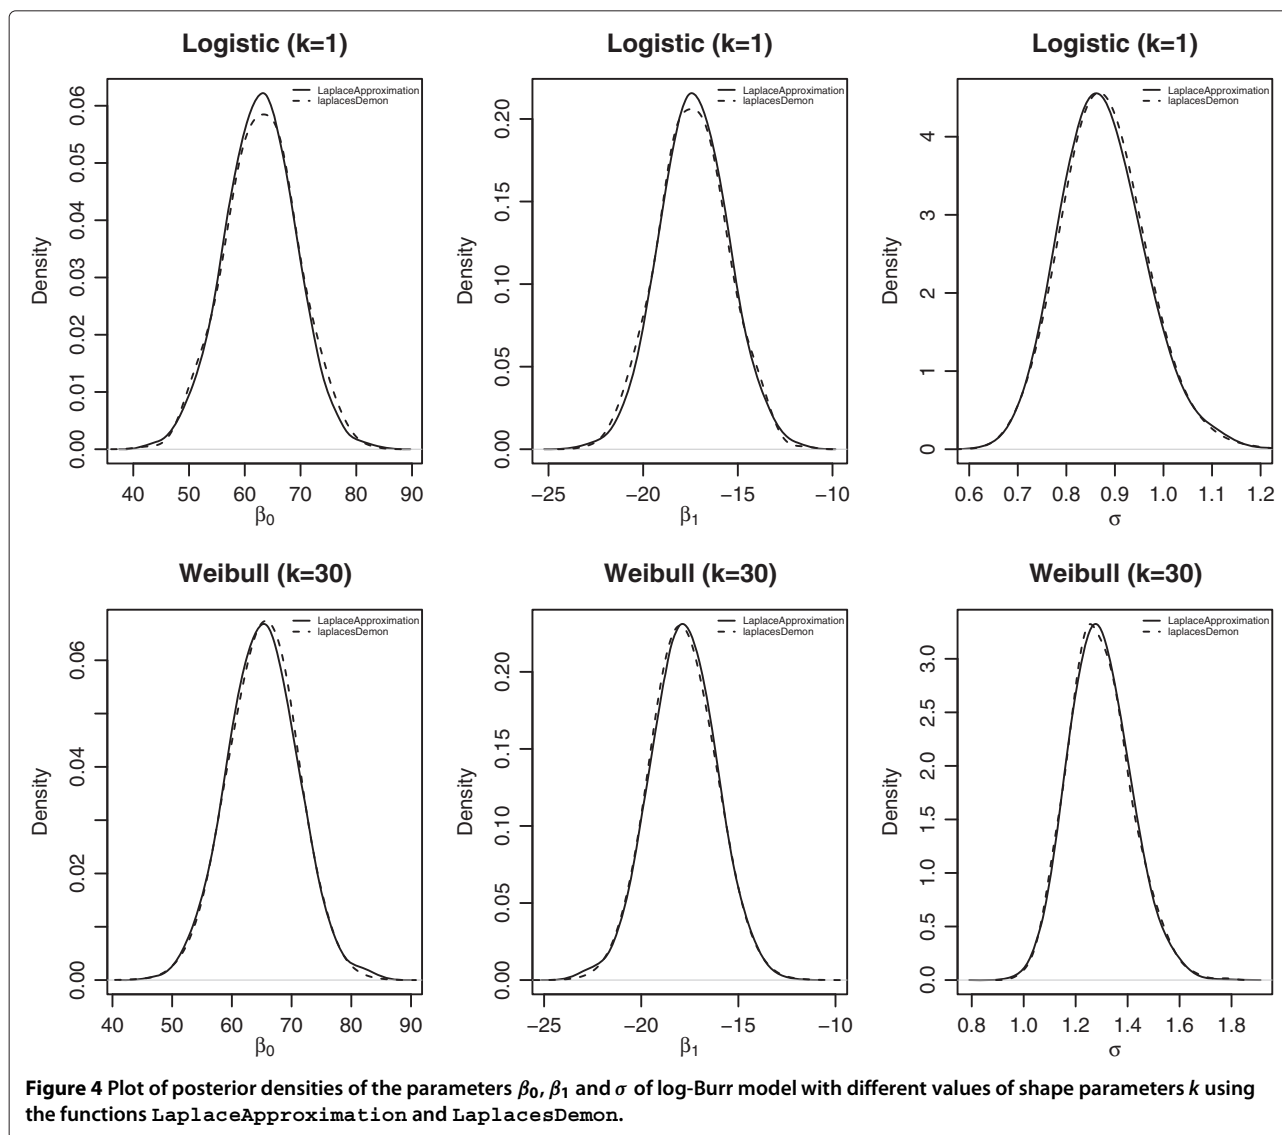 Logistic (k=1)
LaplaceApproximation
laplacesDemon
Density
0.00 0.01 0.02 0.03 0.04 0.05 0.06
40 50 60 70 80 90
β0
Logistic (k=1)
LaplaceApproximation
laplacesDemon
Density
0.00 0.05 0.10 0.15 0.20
−25 −20 −15 −10
β1
Logistic (k=1)
LaplaceApproximation
laplacesDemon
Density
0 1 2 3 4
0.6 0.7 0.8 0.9 1.0 1.1 1.2
σ
Weibull (k=30)
LaplaceApproximation
laplacesDemon
Density
0.00 0.02 0.04 0.06
40 50 60 70 80 90
β0
Weibull (k=30)
LaplaceApproximation
laplacesDemon
Density
0.00 0.05 0.10 0.15 0.20
−25 −20 −15 −10
β1
Weibull (k=30)
LaplaceApproximation
laplacesDemon
Density
0.0 0.5 1.0 1.5 2.0 2.5 3.0
0.8 1.0 1.2 1.4 1.6 1.8
σ
Figure 4 Plot of posterior densities of the parameters β0, β1 and σ of log-Burr model with different values of shape parameters k using
the functions LaplaceApproximation and LaplacesDemon.